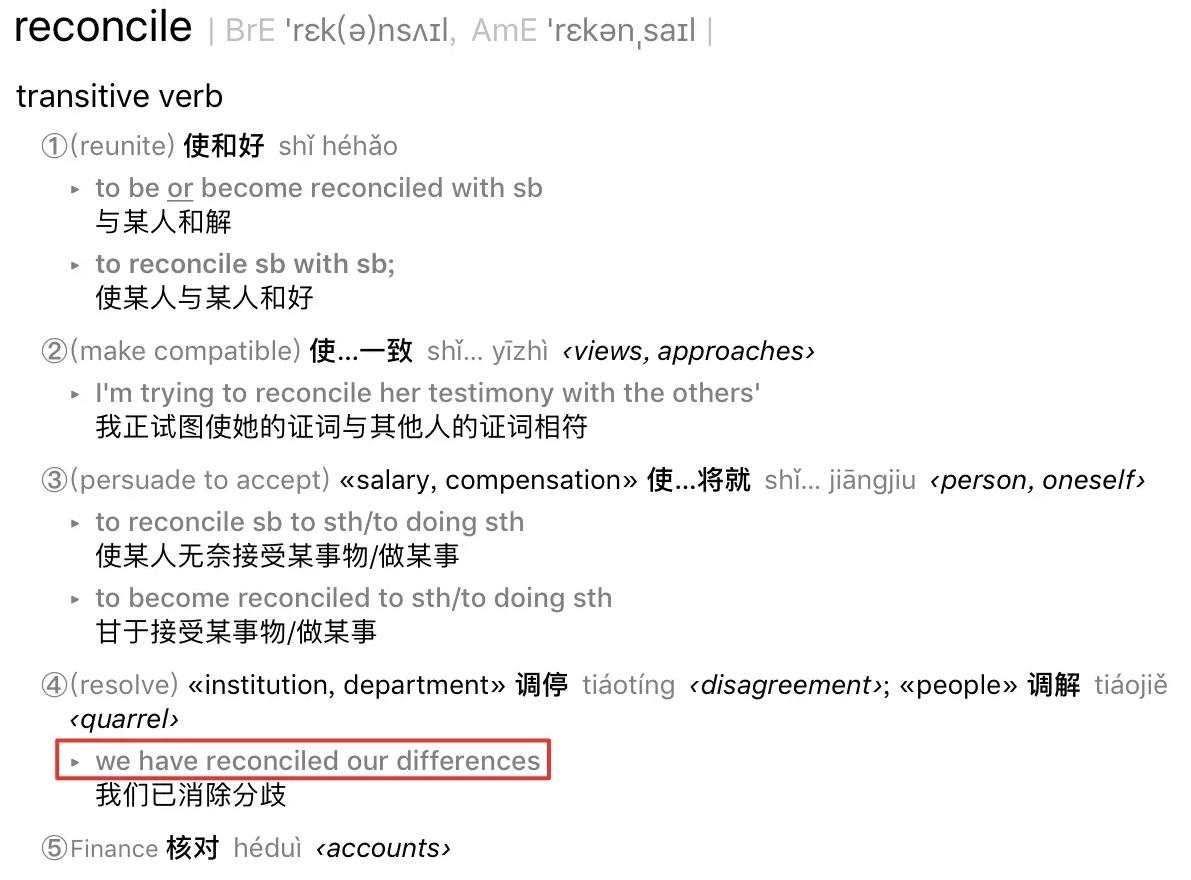 reconcile | BrE 'rɛk(ə)nsʌɪl, AmE 'rɛkənˌsaɪl |
transitive verb
①(reunite) 使和好 shǐ héhǎo
▸ to be or become reconciled with sb
与某人和解
▸ to reconcile sb with sb;
使某人与某人和好
②(make compatible) 使…一致 shǐ… yīzhì ‹views, approaches›
▸ I'm trying to reconcile her testimony with the others'
我正试图使她的证词与其他人的证词相符
③(persuade to accept) «salary, compensation» 使…将就 shǐ… jiāngjiu ‹person, oneself›
▸ to reconcile sb to sth/to doing sth
使某人无奈接受某事物/做某事
▸ to become reconciled to sth/to doing sth
甘于接受某事物/做某事
④(resolve) «institution, department» 调停 tiáotíng ‹disagreement›; «people» 调解 tiáojiě
‹quarrel›
▸ we have reconciled our differences
我们已消除分歧
⑤Finance 核对 héduì ‹accounts›